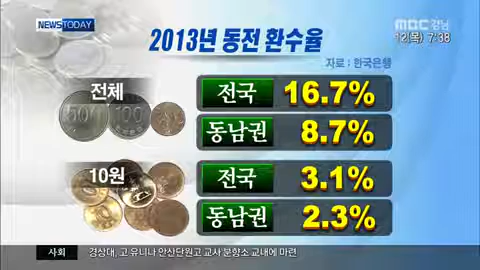 NEWSTODAY
MBC경남
12(목) 7:38
2013년 동전 환수율
자료 : 한국은행
전체
전국 16.7%
동남권 8.7%
10원
전국 3.1%
동남권 2.3%
사회 경상대, 고 유니나 안산단원고 교사 분향소 교내에 마련